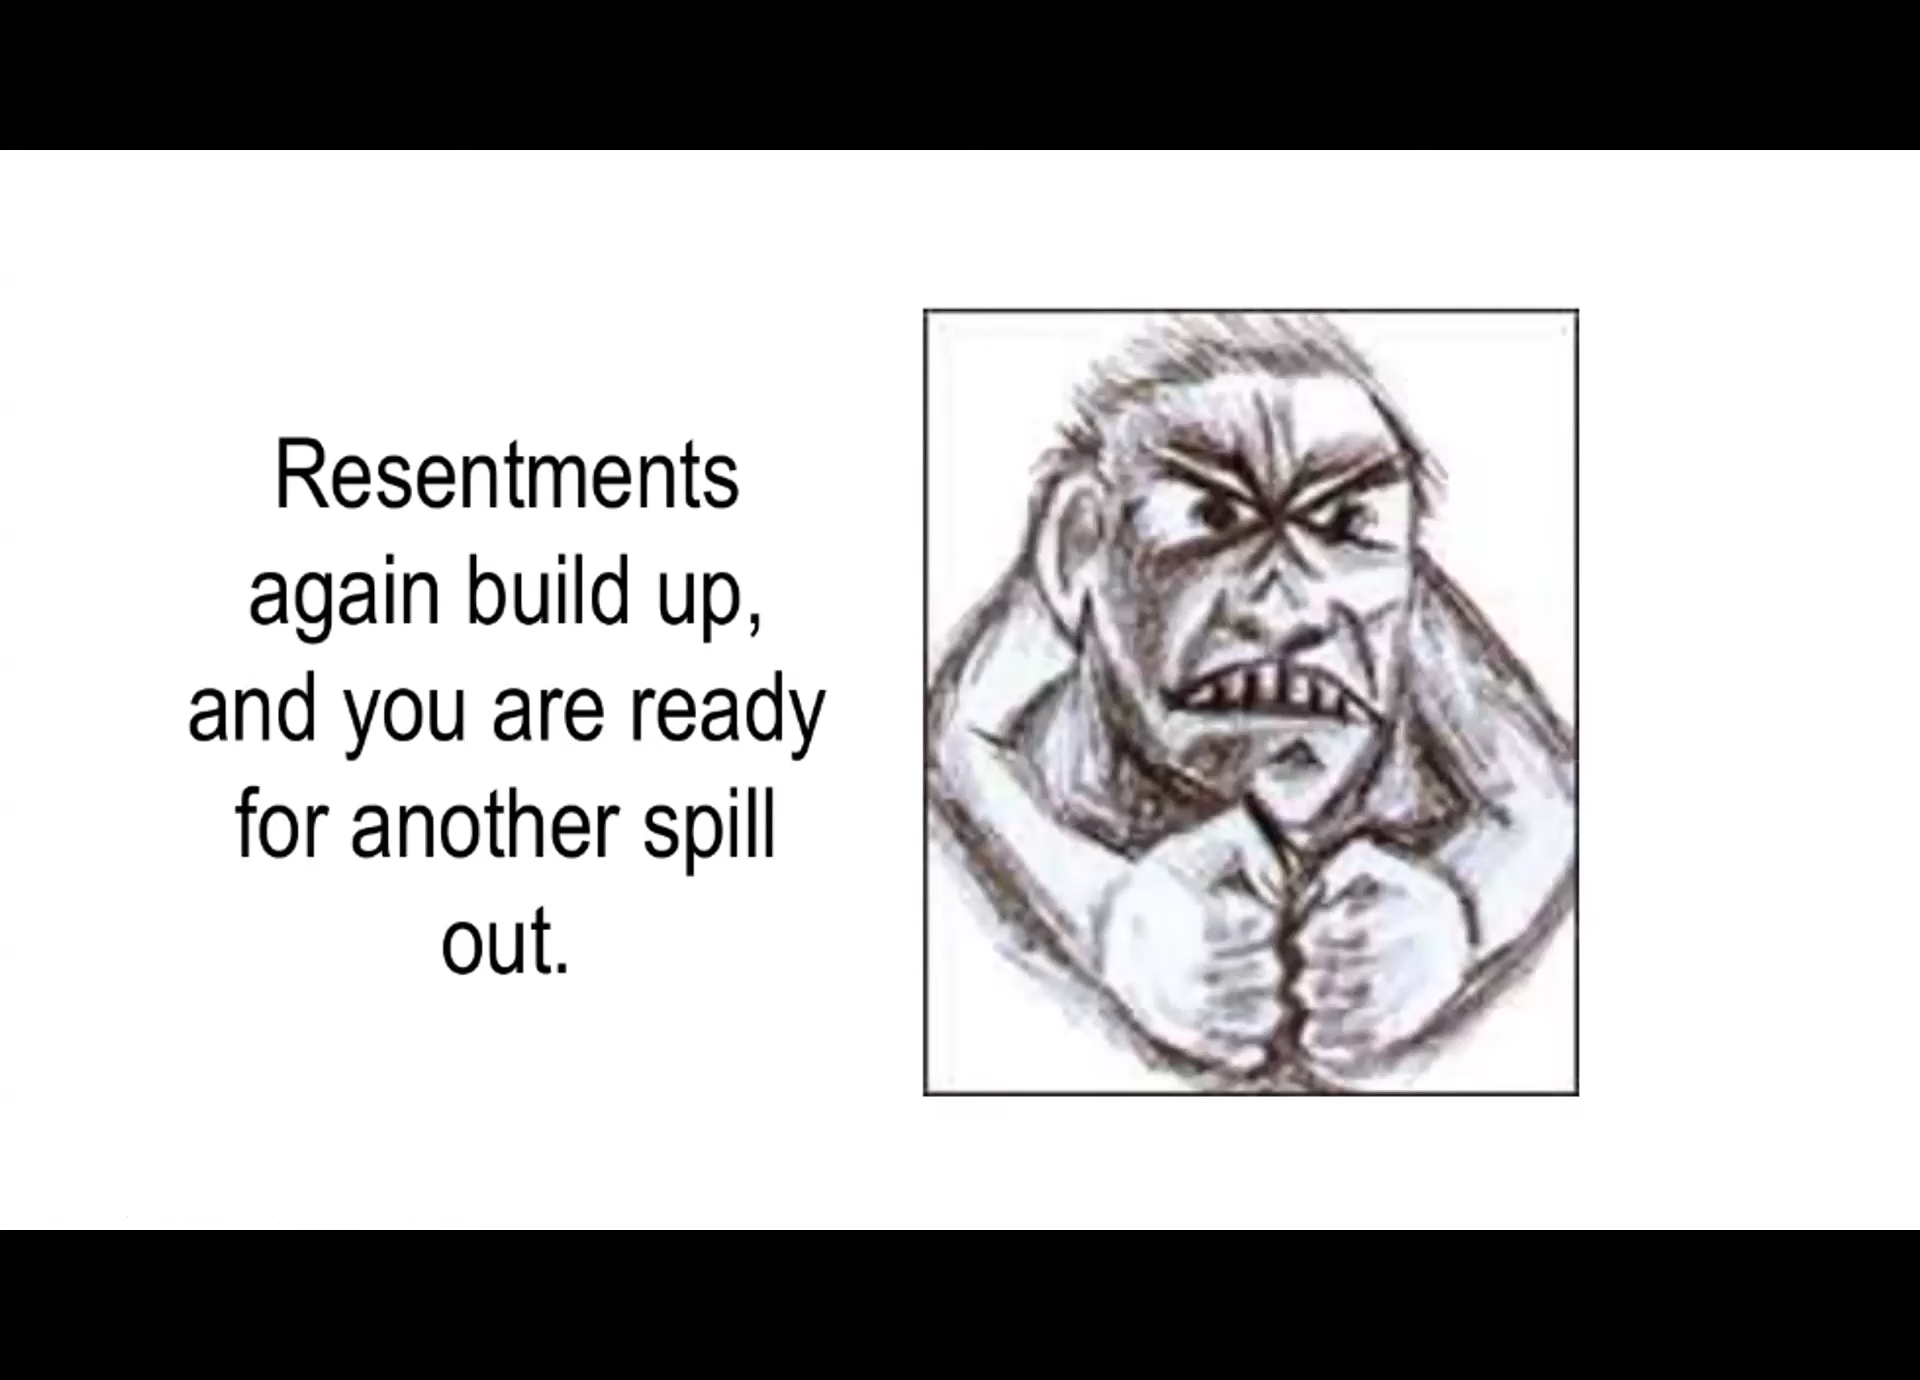 Resentments
again build up,
and you are ready
for another spill
out.